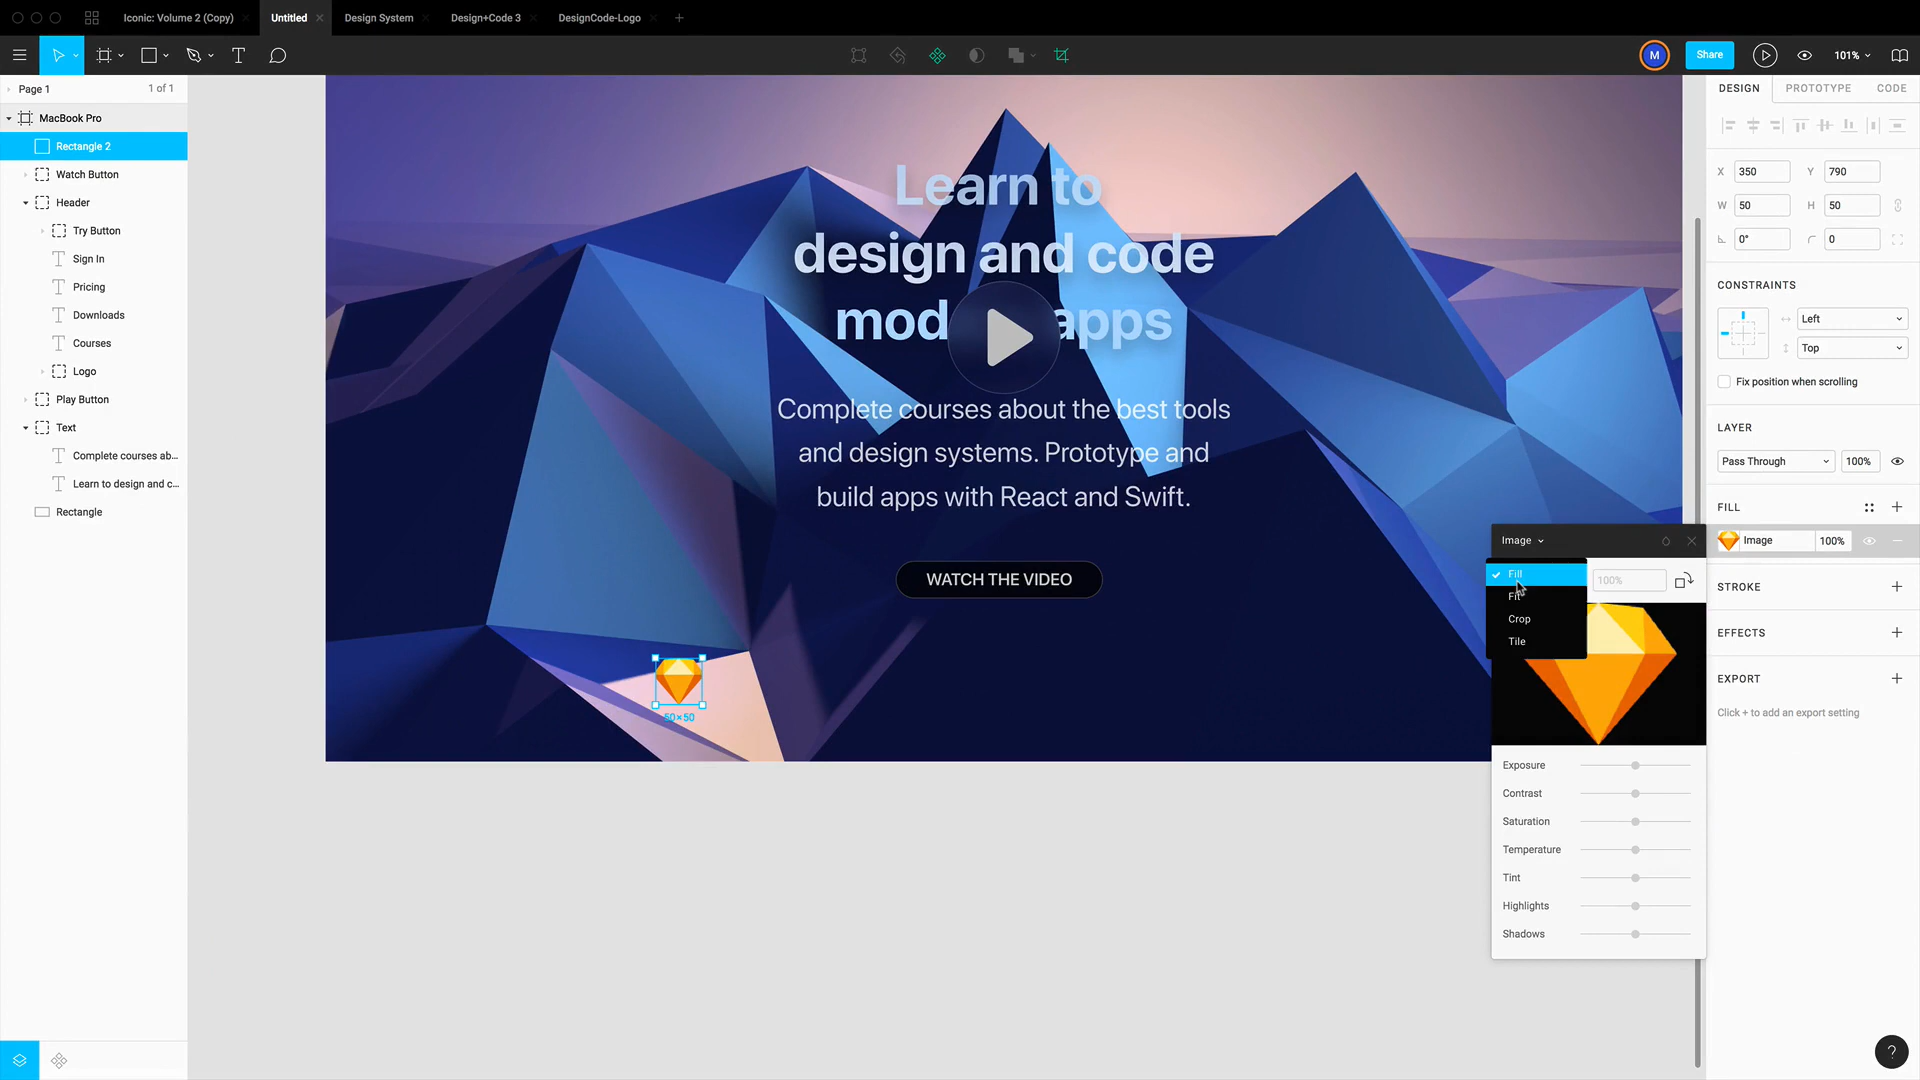 Iconic: Volume 2 (Copy)
Untitled
Design System
Design+Code 3
DesignCode-Logo
M
Share
101%
Page 1
1 of 1
MacBook Pro
Rectangle 2
Watch Button
Header
Try Button
Sign In
Pricing
Downloads
Courses
Logo
Play Button
Text
Complete courses ab...
Learn to design and c...
Rectangle
Learn to
design and code
mod apps
Complete courses about the best tools
and design systems. Prototype and
build apps with React and Swift.
WATCH THE VIDEO
50×50
Image
Fill
Fit
Crop
Tile
100%
Exposure
Contrast
Saturation
Temperature
Tint
Highlights
Shadows
DESIGN
PROTOTYPE
CODE
X 350 Y 790
W 50 H 50
0° 0
CONSTRAINTS
Left
Top
Fix position when scrolling
LAYER
Pass Through 100%
FILL
Image 100%
STROKE
EFFECTS
EXPORT
Click + to add an export setting
?